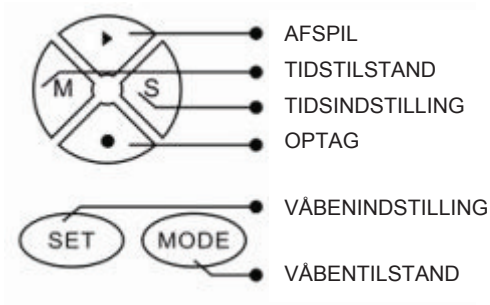 AFSPIL
M
S
TIDSTILSTAND
TIDSINDSTILLING
OPTAG
SET
MODE
VÅBENINDSTILLING
VÅBENTILSTAND